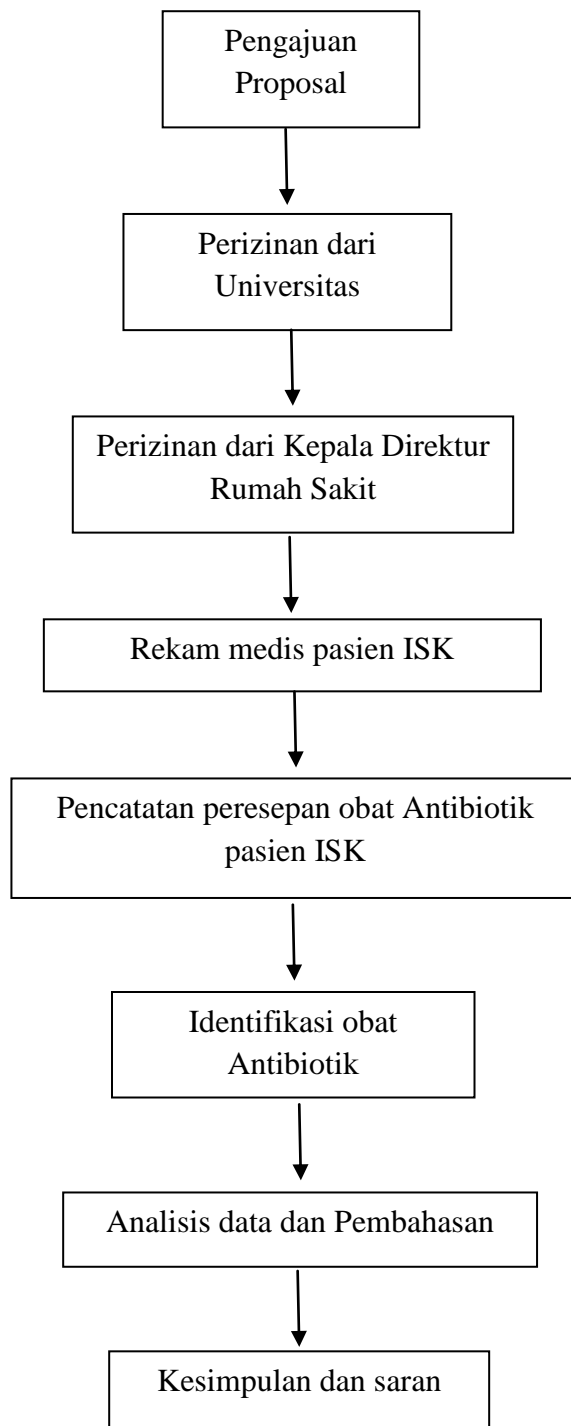 Pengajuan
Proposal
Perizinan dari
Universitas
Perizinan dari Kepala Direktur
Rumah Sakit
Rekam medis pasien ISK
Pencatatan peresepan obat Antibiotik
pasien ISK
Identifikasi obat
Antibiotik
Analisis data dan Pembahasan
Kesimpulan dan saran